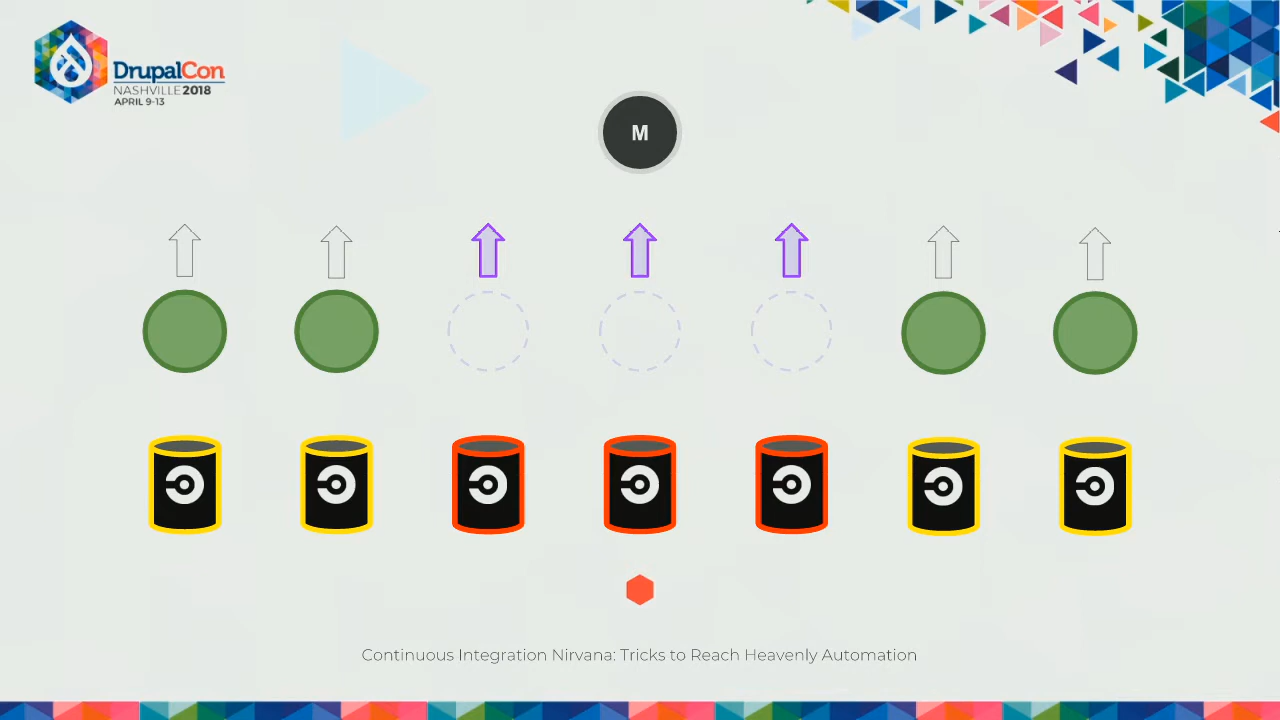 DrupalCon
NASHVILLE 2018
APRIL 9-13
M
Continuous Integration Nirvana: Tricks to Reach Heavenly Automation